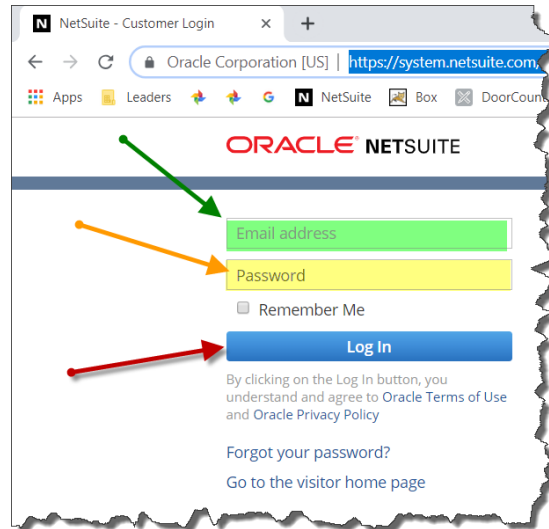 NetSuite - Customer Login
Oracle Corporation [US] | https://system.netsuite.com
Apps Leaders G N NetSuite Box DoorCount
ORACLE® NETSUITE
Email address
Password
Remember Me
Log In
By clicking on the Log In button, you
understand and agree to Oracle Terms of Use
and Oracle Privacy Policy
Forgot your password?
Go to the visitor home page